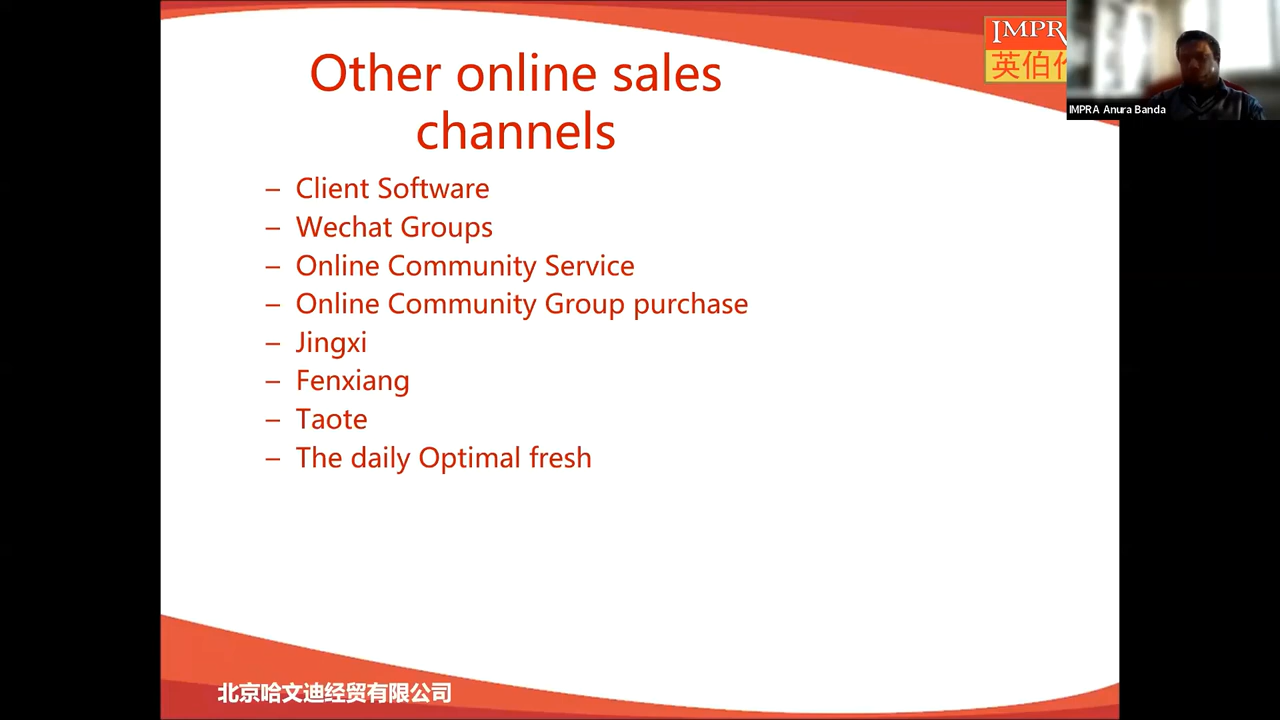 Other online sales
channels
IMPR
英伯
IMPRA Anura Banda
– Client Software
– Wechat Groups
– Online Community Service
– Online Community Group purchase
– Jingxi
– Fenxiang
– Taote
– The daily Optimal fresh
北京哈文迪经贸有限公司